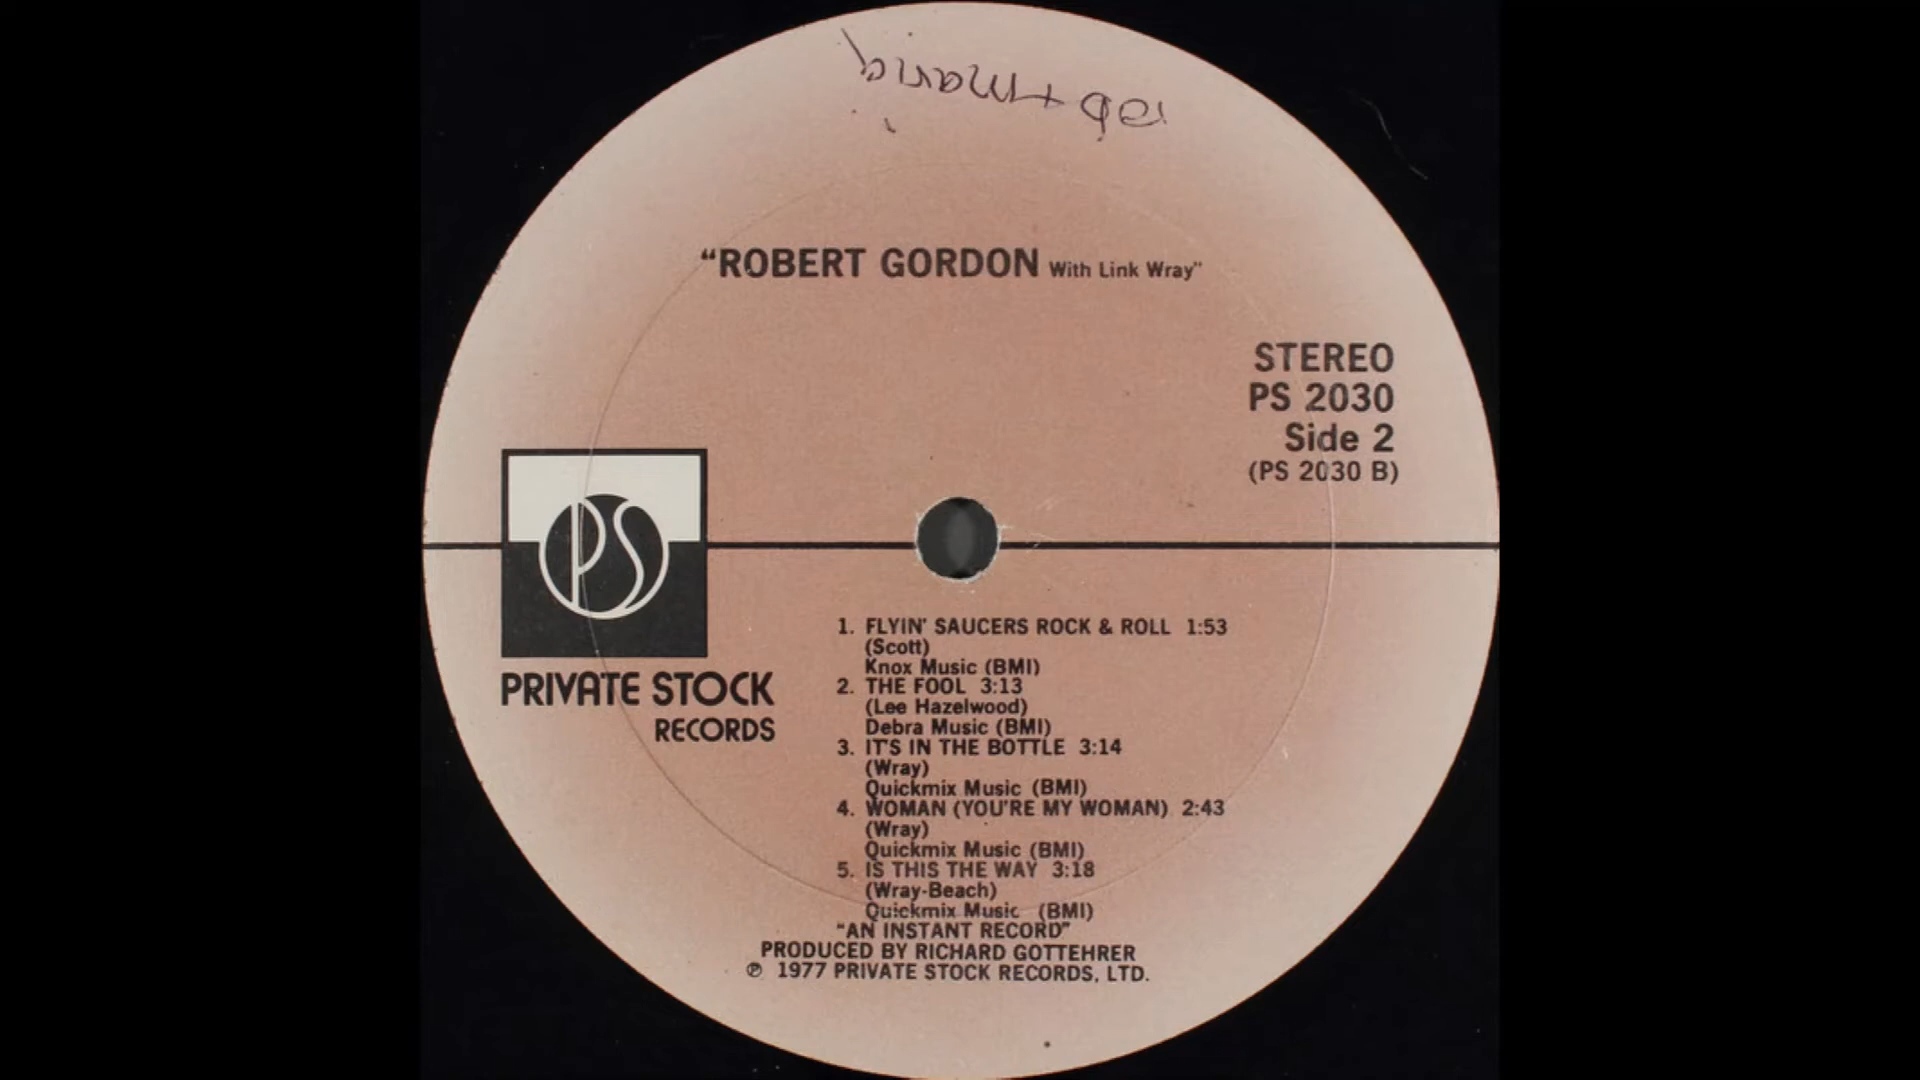 rob + maria
“ROBERT GORDON With Link Wray”
STEREO
PS 2030
Side 2
(PS 2030 B)
PS
PRIVATE STOCK
RECORDS
1. FLYIN' SAUCERS ROCK & ROLL 1:53
(Scott)
Knox Music (BMI)
2. THE FOOL 3:13
(Lee Hazelwood)
Debra Music (BMI)
3. IT'S IN THE BOTTLE 3:14
(Wray)
Quickmix Music (BMI)
4. WOMAN (YOU'RE MY WOMAN) 2:43
(Wray)
Quickmix Music (BMI)
5. IS THIS THE WAY 3:18
(Wray-Beach)
Quickmix Music (BMI)
“AN INSTANT RECORD”
PRODUCED BY RICHARD GOTTEHRER
℗ 1977 PRIVATE STOCK RECORDS, LTD.